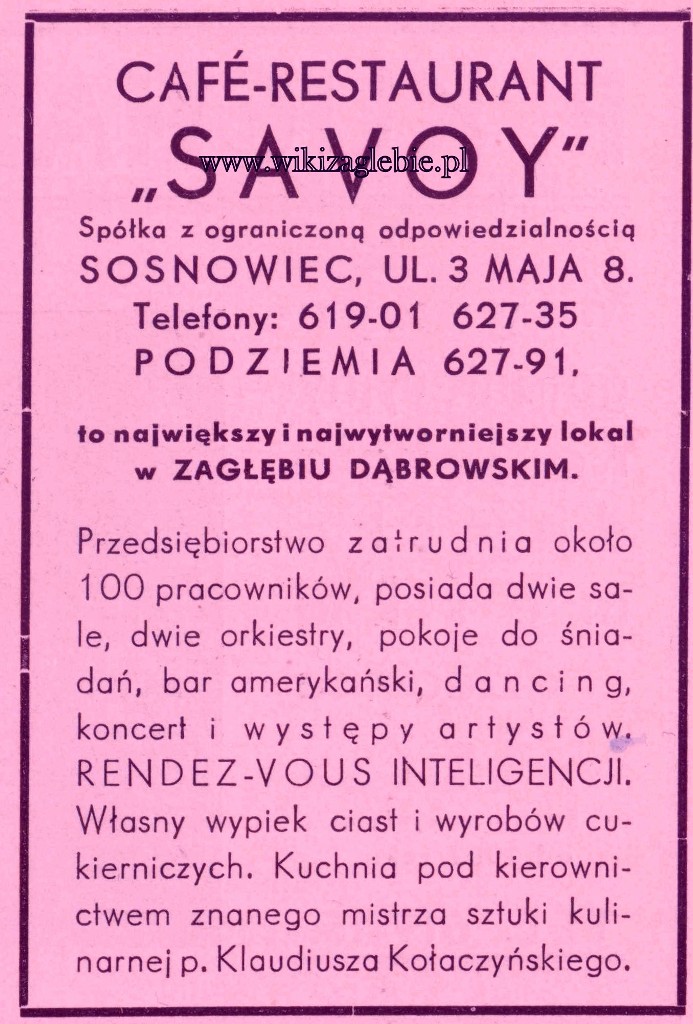 CAFÉ-RESTAURANT
„SAVOY"
www.wikizaglebie.pl
Spółka z ograniczoną odpowiedzialnością
SOSNOWIEC, UL. 3 MAJA 8.
Telefony: 619-01 627-35
PODZIEMIA 627-91.
to największy i najwytworniejszy lokal
w ZAGŁĘBIU DĄBROWSKIM.
Przedsiębiorstwo zatrudnia około
100 pracowników, posiada dwie sa-
le, dwie orkiestry, pokoje do śnia-
dań, bar amerykański, dancing,
koncert i występy artystów.
RENDEZ-VOUS INTELIGENCJI.
Własny wypiek ciast i wyrobów cu-
kierniczych. Kuchnia pod kierowni-
ctwem znanego mistrza sztuki kuli-
narnej p. Klaudiusza Kołaczyńskiego.